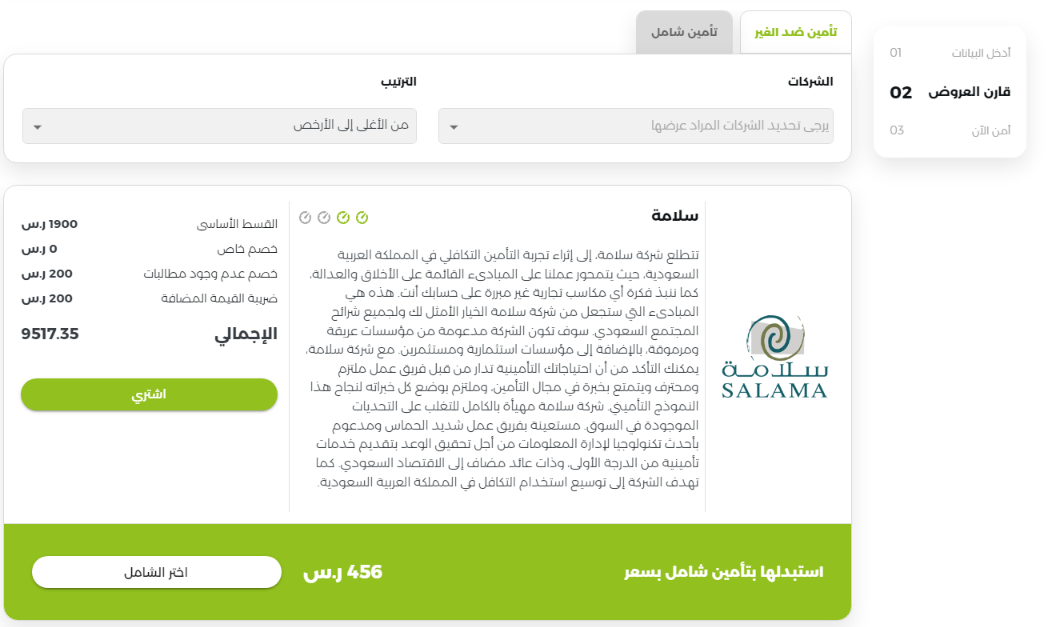 أدخل البيانات 01
قارن العروض 02
أمن الآن 03
تأمين ضد الغير
تأمين شامل
الشركات
يرجى تحديد الشركات المراد عرضها
الترتيب
من الأغلى إلى الأرخص
سلامة
SALAMA
سلامة
تتطلع شركة سلامة، إلى إثراء تجربة التأمين التكافلي في المملكة العربية
السعودية، حيث يتمحور عملنا على المبادىء القائمة على الأخلاق والعدالة،
كما ننبذ فكرة أي مكاسب تجارية غير مبررة على حسابك أنت. هذه هي
المبادىء التي ستجعل من شركة سلامة الخيار الأمثل لك ولجميع شرائح
المجتمع السعودي. سوف تكون الشركة مدعومة من مؤسسات عريقة
ومرموقة، بالإضافة إلى مؤسسات استثمارية ومستثمرين. مع شركة سلامة،
يمكنك التأكد من أن احتياجاتك التأمينية تدار من قبل فريق عمل ملتزم
ومحترف ويتمتع بخبرة في مجال التأمين، وملتزم بوضع كل خبراته لنجاح هذا
النموذج التأميني. شركة سلامة مهيأة بالكامل للتغلب على التحديات
الموجودة في السوق. مستعينة بفريق عمل شديد الحماس ومدعوم
بأحدث تكنولوجيا لإدارة المعلومات من أجل تحقيق الوعد بتقديم خدمات
تأمينية من الدرجة الأولى، وذات عائد مضاف إلى الاقتصاد السعودي. كما
تهدف الشركة إلى توسيع استخدام التكافل في المملكة العربية السعودية.
القسط الأساسي 1900 ر.س
خصم خاص 0 ر.س
خصم عدم وجود مطالبات 200 ر.س
ضريبة القيمة المضافة 200 ر.س
الإجمالي 9517.35
اشتري
استبدلها بتأمين شامل بسعر 456 ر.س
اختر الشامل